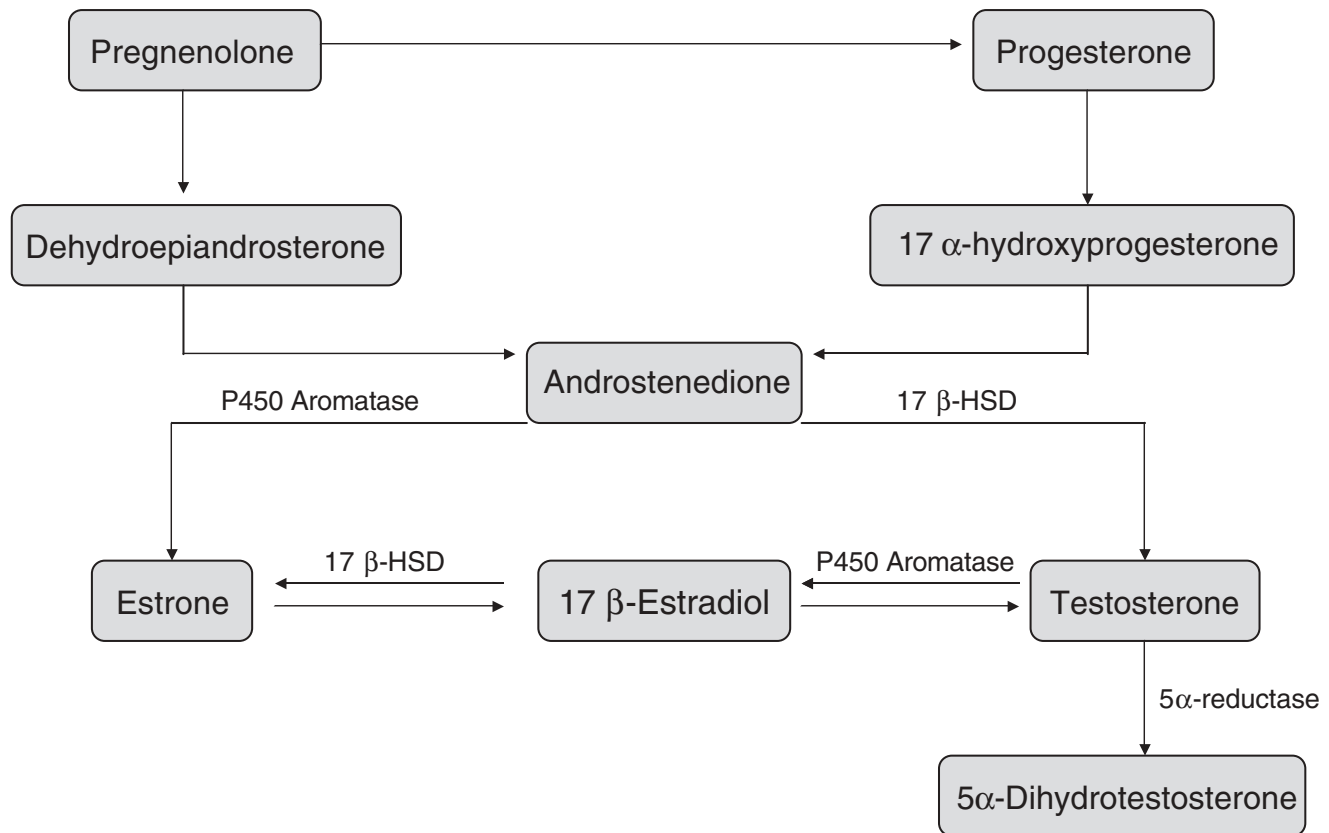 Pregnenolone
Progesterone
Dehydroepiandrosterone
17 α-hydroxyprogesterone
Androstenedione
P450 Aromatase
17 β-HSD
17 β-HSD
P450 Aromatase
Estrone
17 β-Estradiol
Testosterone
5α-reductase
5α-Dihydrotestosterone